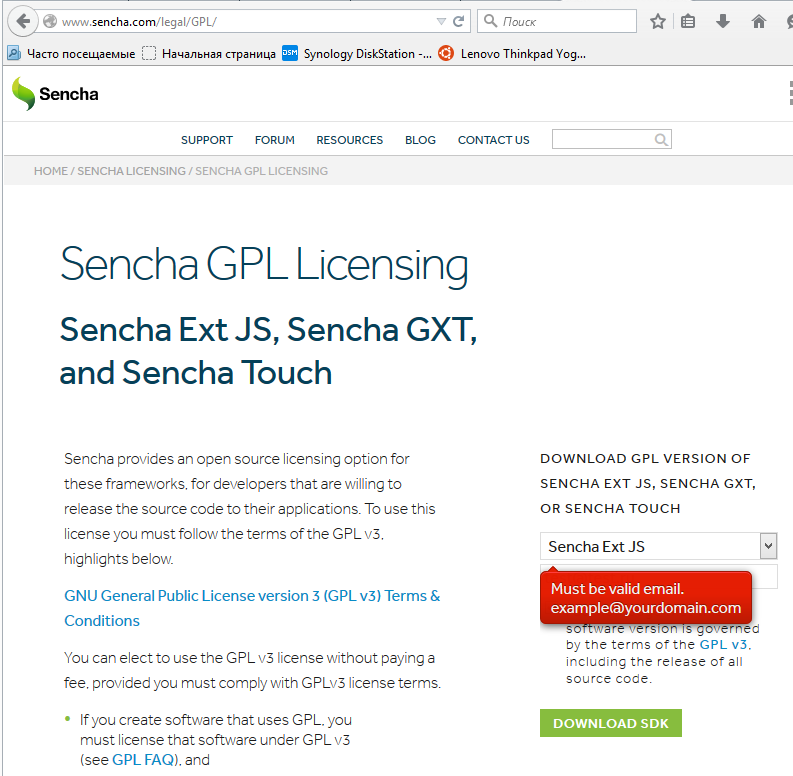 www.sencha.com/legal/GPL/
Поиск
Часто посещаемые
Начальная страница
DSM
Synology DiskStation -...
Lenovo Thinkpad Yog...
Sencha
SUPPORT FORUM RESOURCES BLOG CONTACT US
HOME / SENCHA LICENSING / SENCHA GPL LICENSING
Sencha GPL Licensing
Sencha Ext JS, Sencha GXT,
and Sencha Touch
Sencha provides an open source licensing option for
these frameworks, for developers that are willing to
release the source code to their applications. To use this
license you must follow the terms of the GPL v3,
highlights below.
GNU General Public License version 3 (GPL v3) Terms &
Conditions
You can elect to use the GPL v3 license without paying a
fee, provided you must comply with GPLv3 license terms.
• If you create software that uses GPL, you
must license that software under GPL v3
(see GPL FAQ), and
DOWNLOAD GPL VERSION OF
SENCHA EXT JS, SENCHA GXT,
OR SENCHA TOUCH
Sencha Ext JS
Must be valid email.
example@yourdomain.com
software version is governed
by the terms of the GPL v3,
including the release of all
source code.
DOWNLOAD SDK